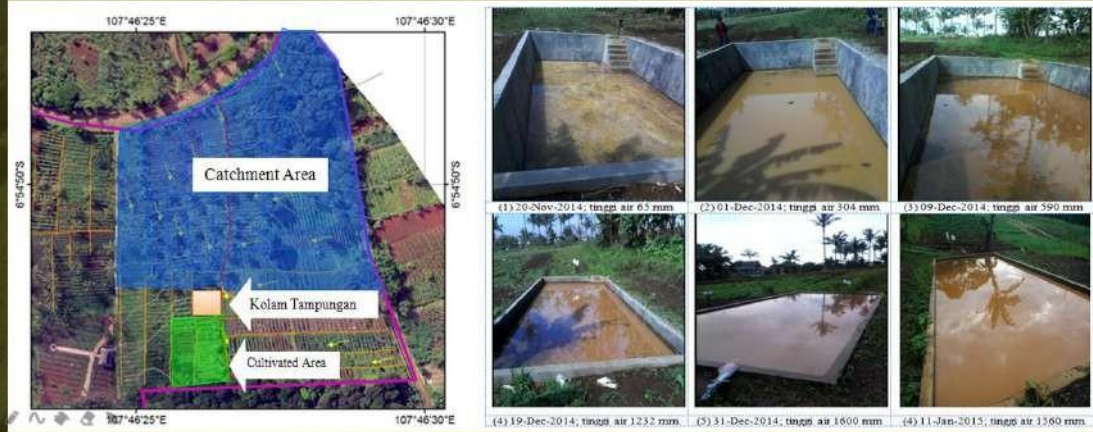 107°46'25"E
107°46'30"E
6°54'50"S
6°54'50"S
Catchment Area
Kolam Tampungan
Cultivated Area
107°46'25"E
107°46'30"E
(1) 20-Nov-2014; tinggi air 65 mm
(2) 01-Dec-2014; tinggi air 304 mm
(3) 09-Dec-2014; tinggi air 590 mm
(4) 19-Dec-2014; tinggi air 1232 mm
(5) 31-Dec-2014; tinggi air 1600 mm
(4) 11-Jan-2015; tinggi air 1560 mm